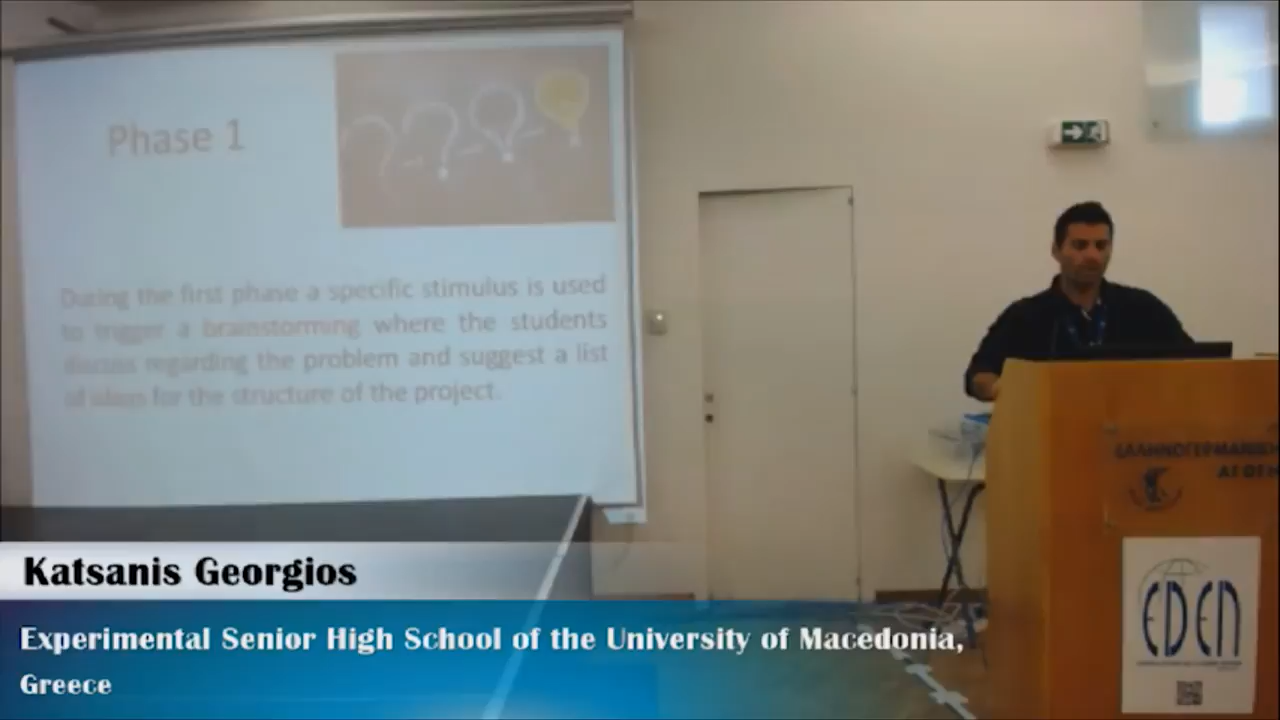 Phase 1
During the first phase a specific stimulus is used
to trigger a brainstorming where the students
discuss regarding the problem and suggest a list
of ideas for the structure of the project.
Katsanis Georgios
Experimental Senior High School of the University of Macedonia,
Greece
EDEN